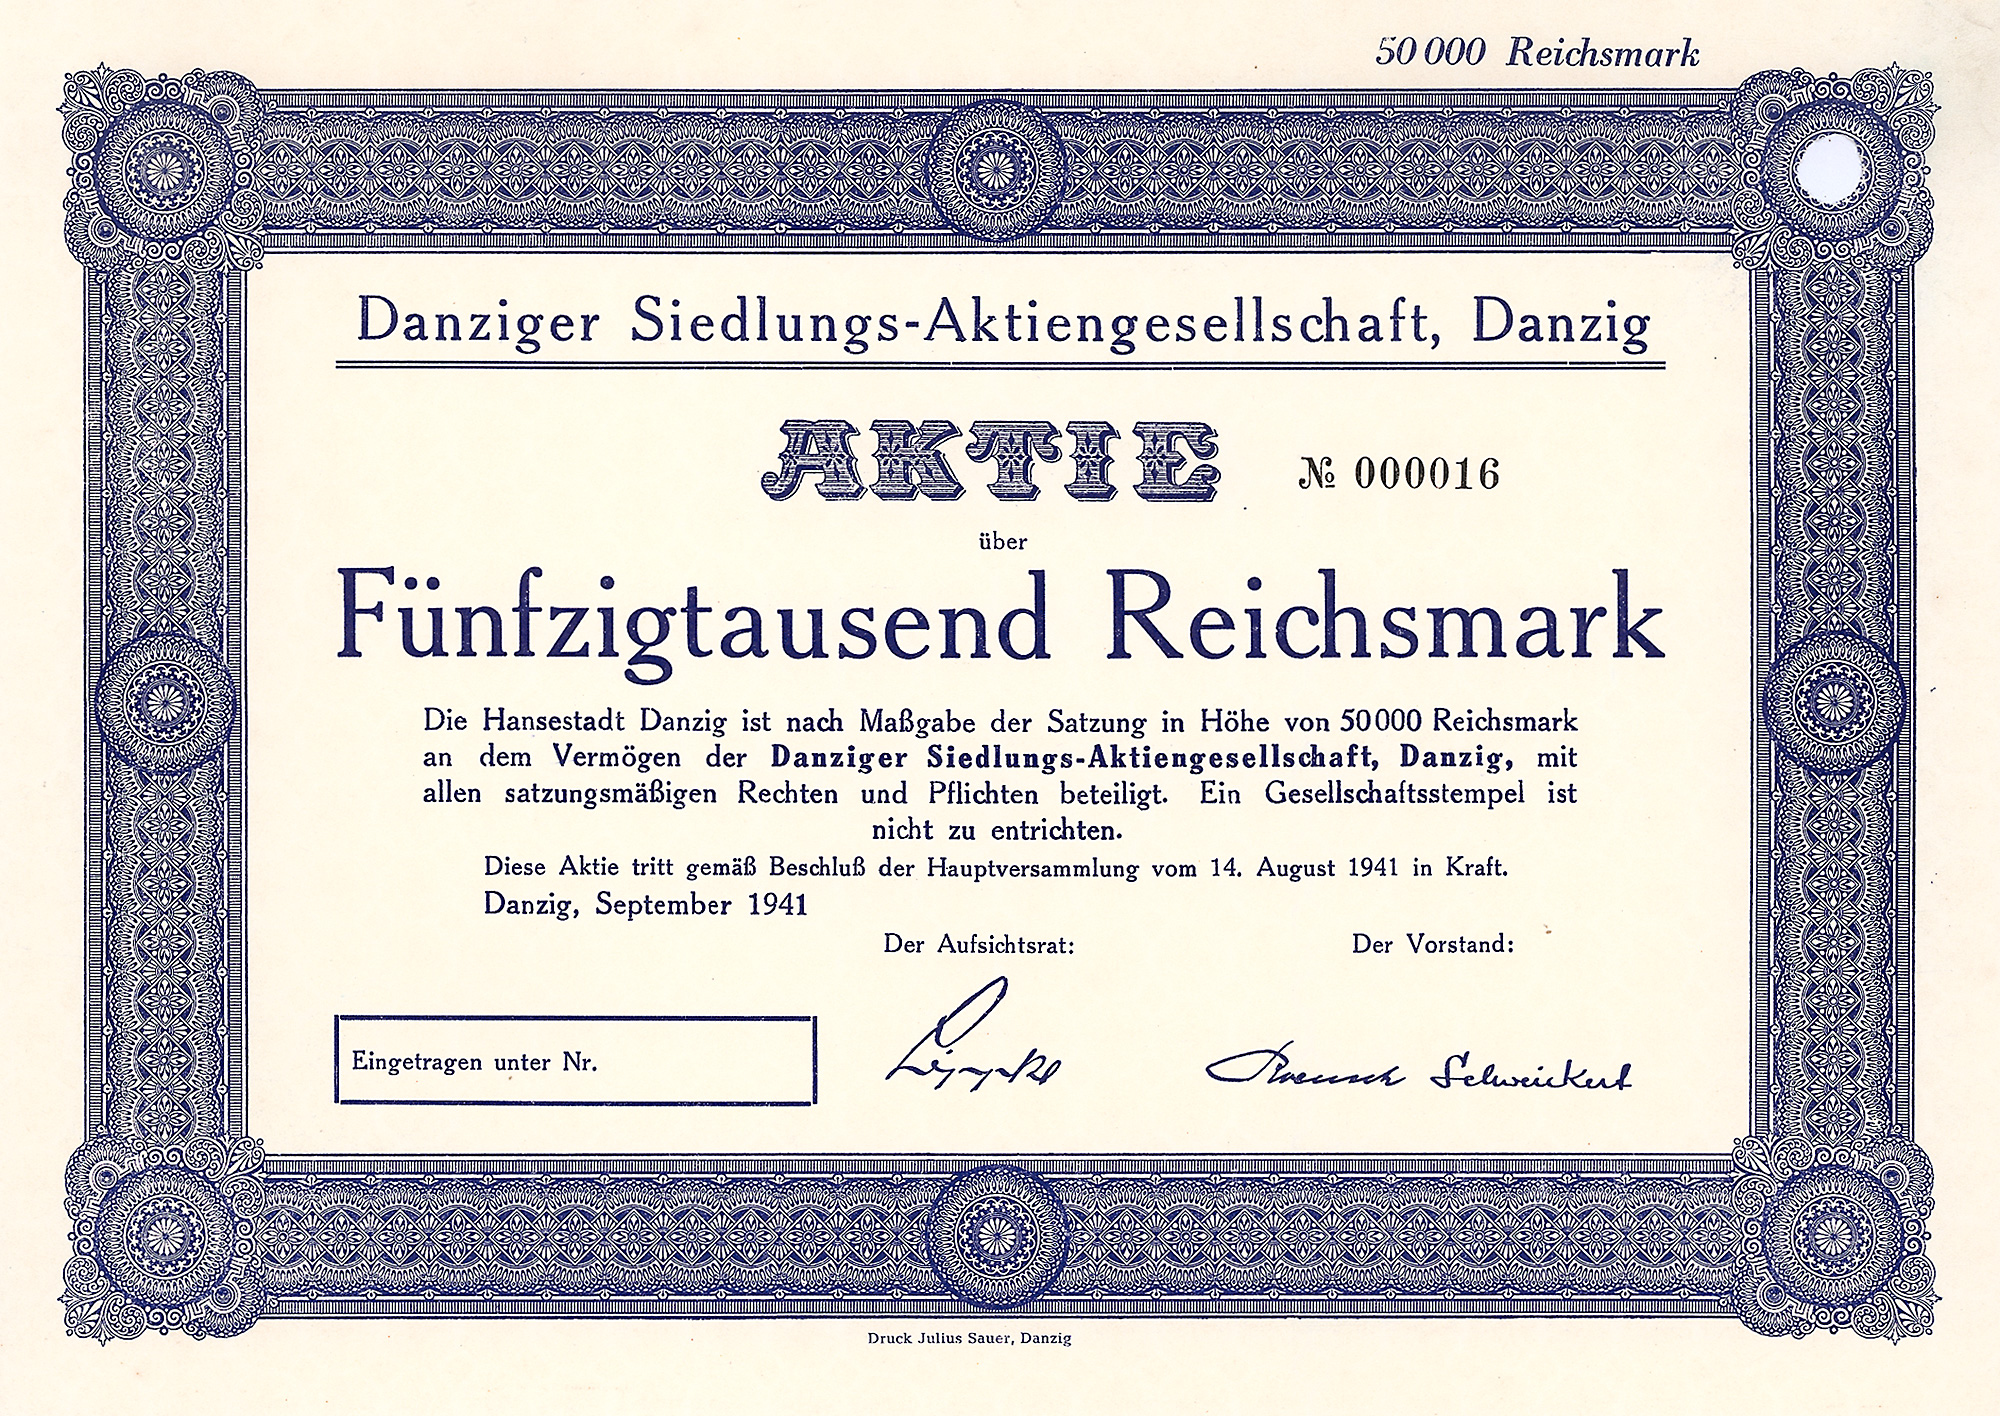 50 000 Reichsmark
Danziger Siedlungs-Aktiengesellschaft, Danzig
AKTIE
№ 000016
über
Fünfzigtausend Reichsmark
Die Hansestadt Danzig ist nach Maßgabe der Satzung in Höhe von 50 000 Reichsmark
an dem Vermögen der Danziger Siedlungs-Aktiengesellschaft, Danzig, mit
allen satzungsmäßigen Rechten und Pflichten beteiligt. Ein Gesellschaftsstempel ist
nicht zu entrichten.
Diese Aktie tritt gemäß Beschluß der Hauptversammlung vom 14. August 1941 in Kraft.
Danzig, September 1941
Der Aufsichtsrat: Der Vorstand:
Eingetragen unter Nr.
Schweickert
Druck Julius Sauer, Danzig